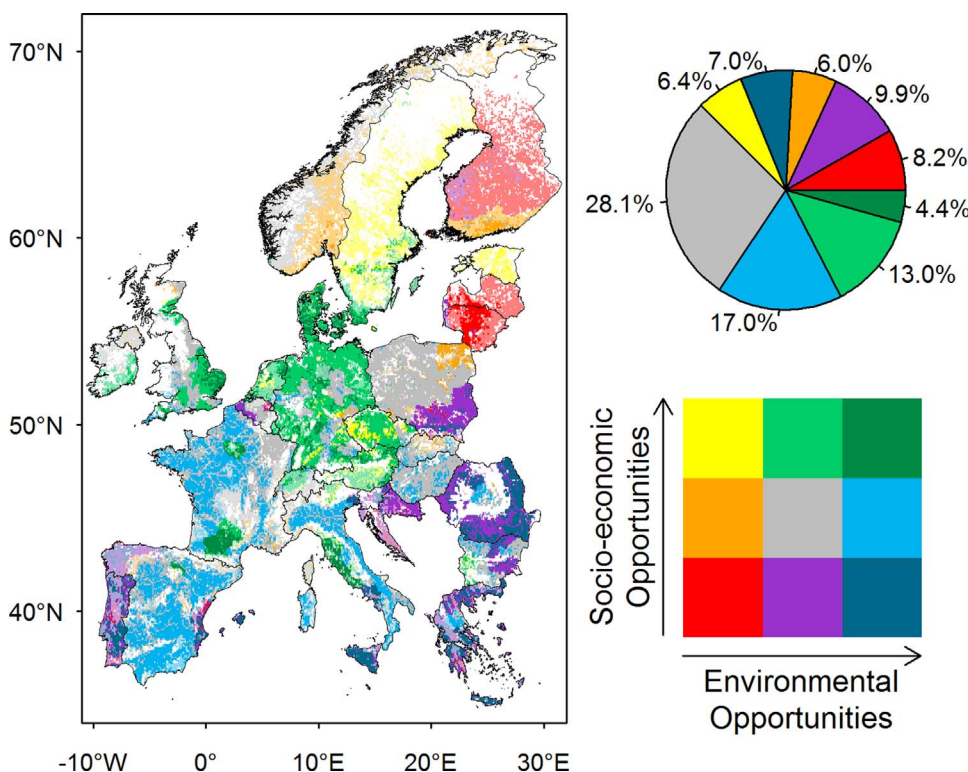 70°N
60°N
50°N
40°N
-10°W
0°
10°E
20°E
30°E
7.0%
6.0%
6.4%
9.9%
8.2%
28.1%
4.4%
13.0%
17.0%
Socio-economic
Opportunities
Environmental
Opportunities